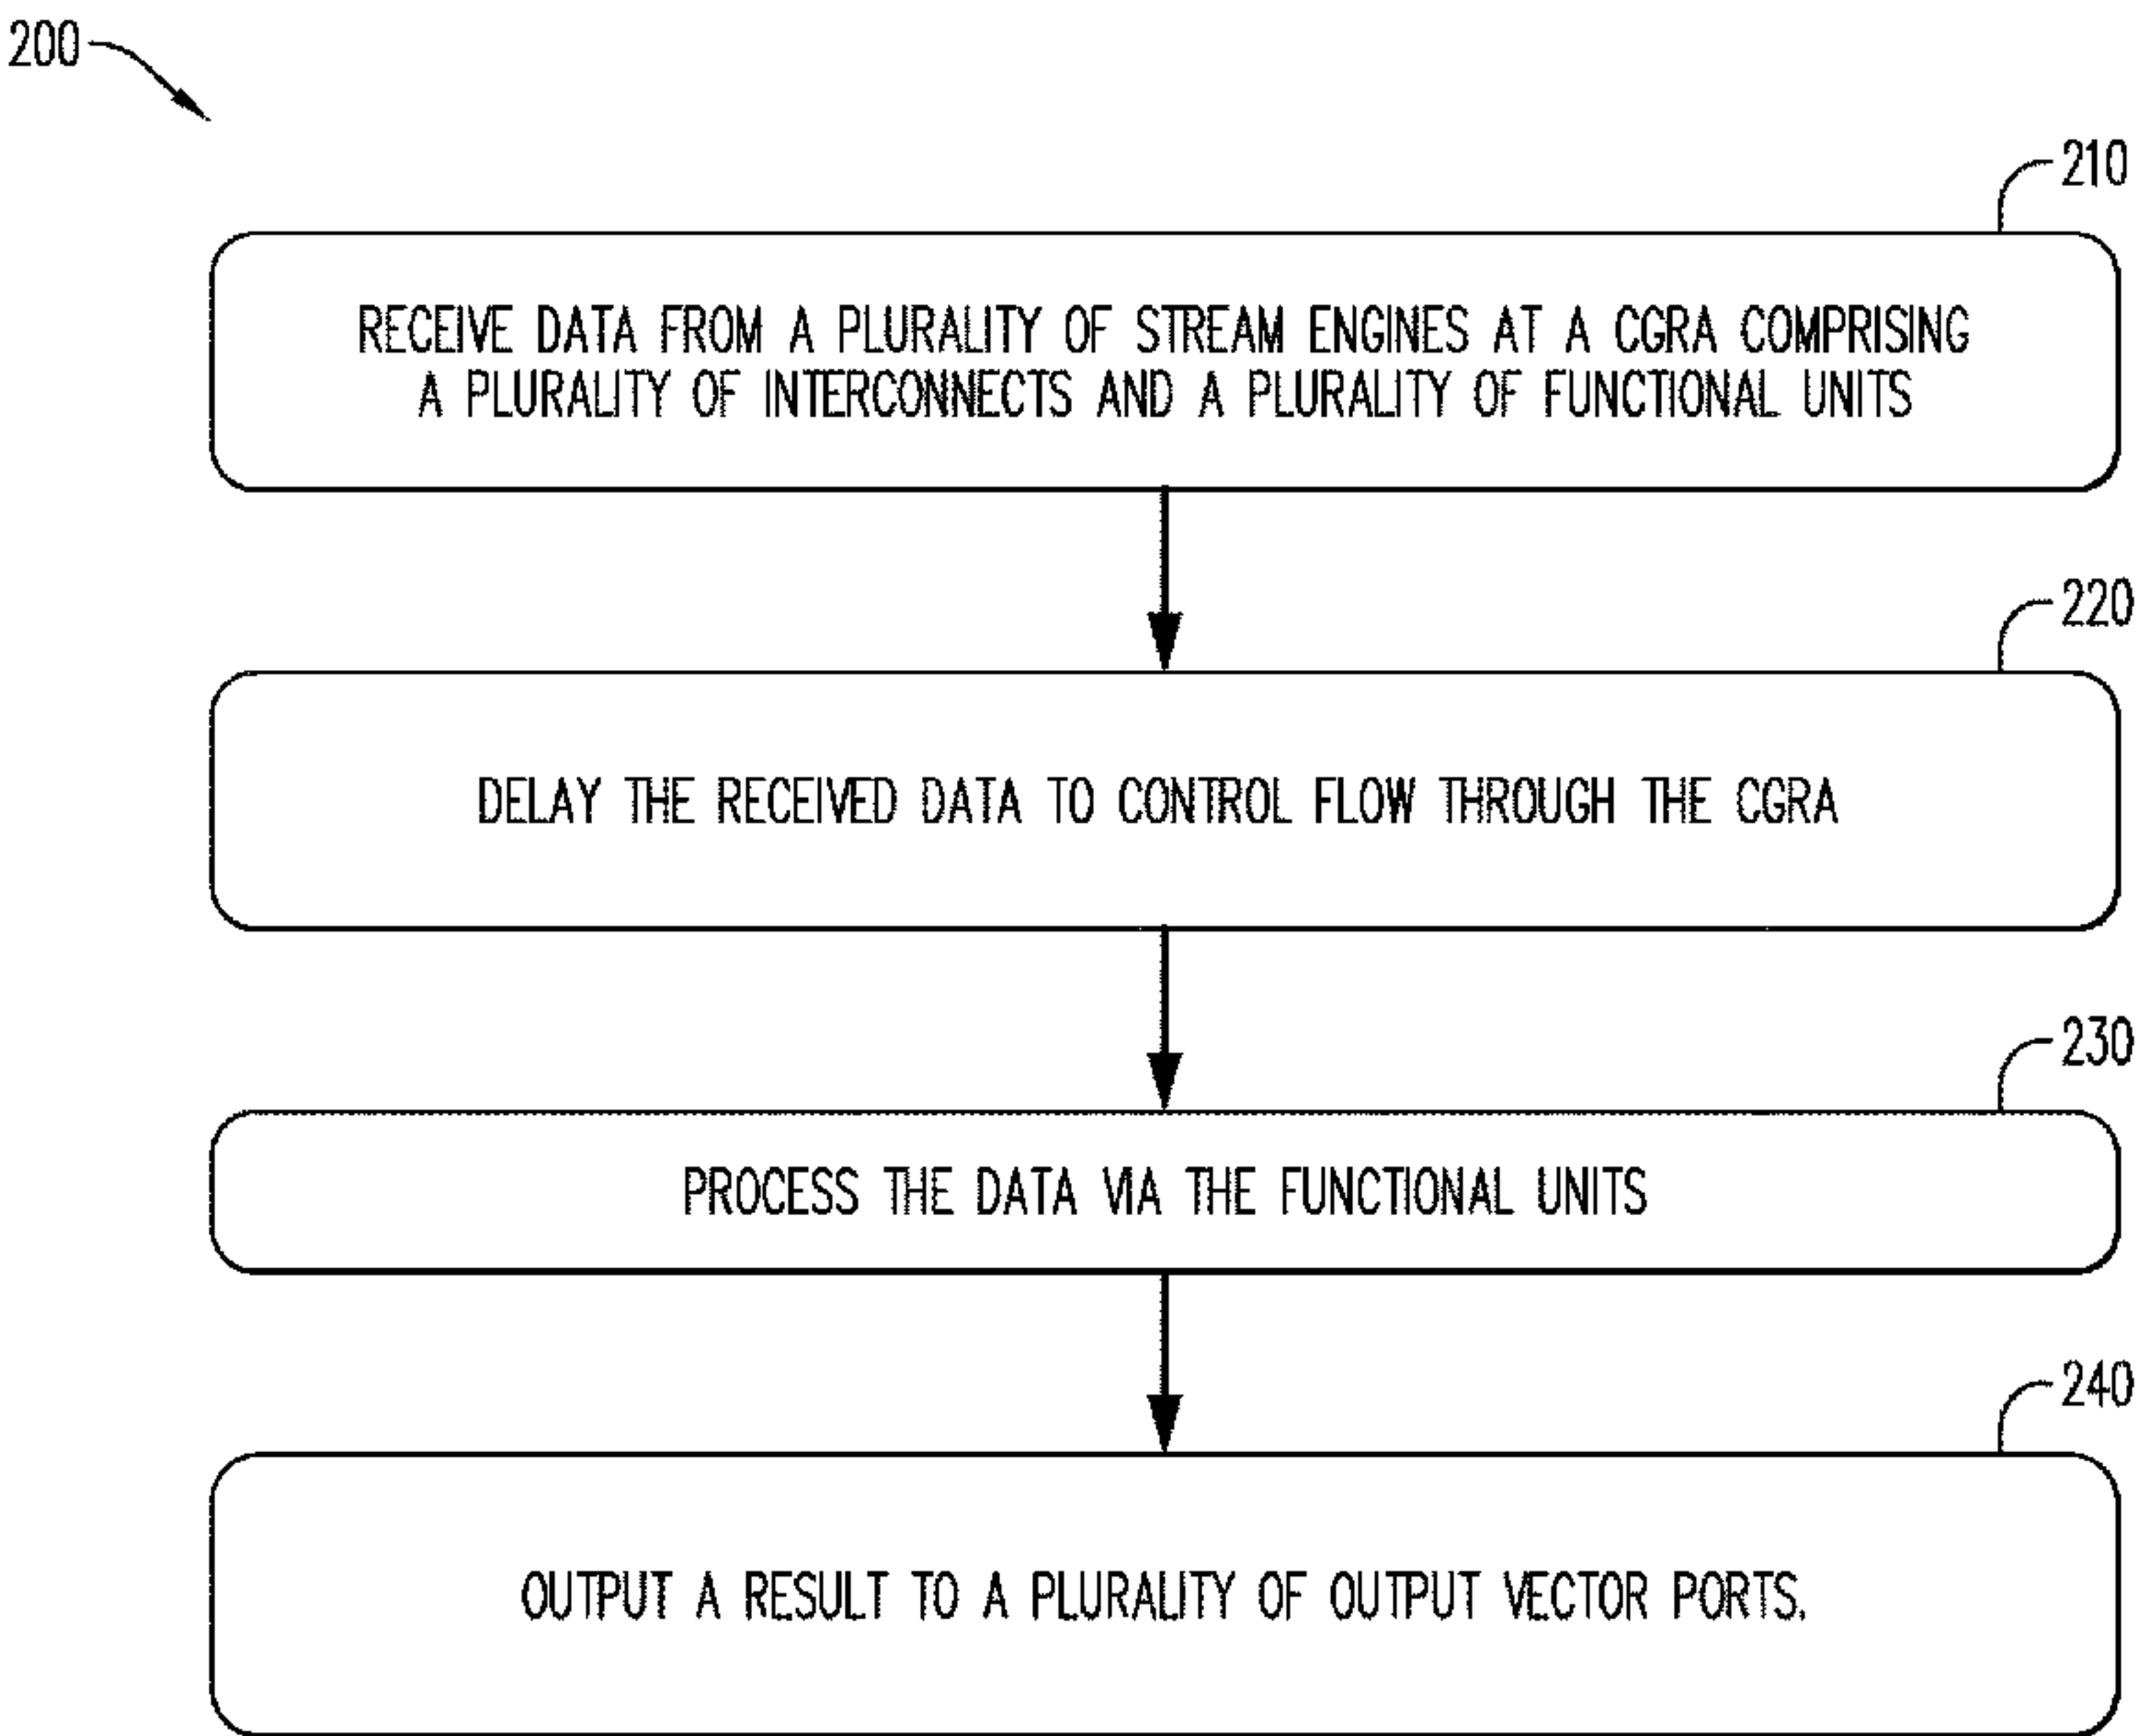 200
210
RECEIVE DATA FROM A PLURALITY OF STREAM ENGINES AT A CGRA COMPRISING
A PLURALITY OF INTERCONNECTS AND A PLURALITY OF FUNCTIONAL UNITS
220
DELAY THE RECEIVED DATA TO CONTROL FLOW THROUGH THE CGRA
230
PROCESS THE DATA VIA THE FUNCTIONAL UNITS
240
OUTPUT A RESULT TO A PLURALITY OF OUTPUT VECTOR PORTS.